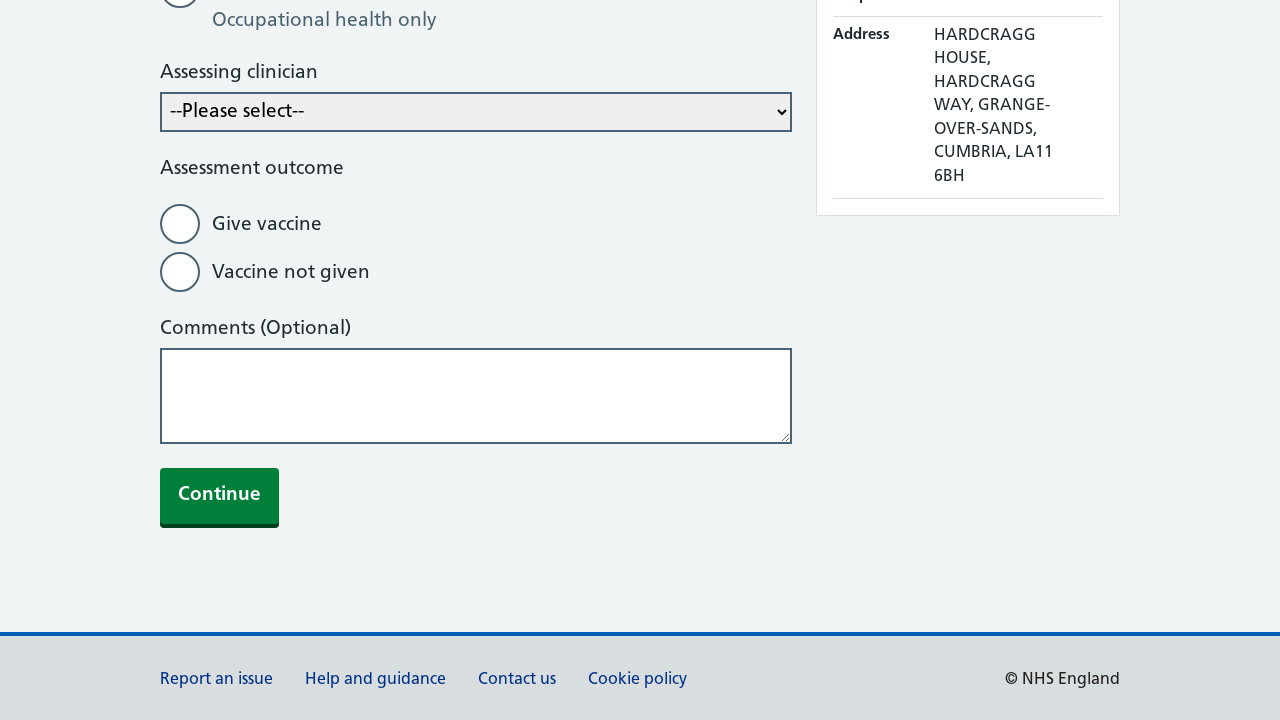 Occupational health only
Assessing clinician
--Please select--
Assessment outcome
Give vaccine
Vaccine not given
Comments (Optional)
Continue
Address
HARDCRAGG
HOUSE,
HARDCRAGG
WAY, GRANGE-
OVER-SANDS,
CUMBRIA, LA11
6BH
Report an issue
Help and guidance
Contact us
Cookie policy
© NHS England